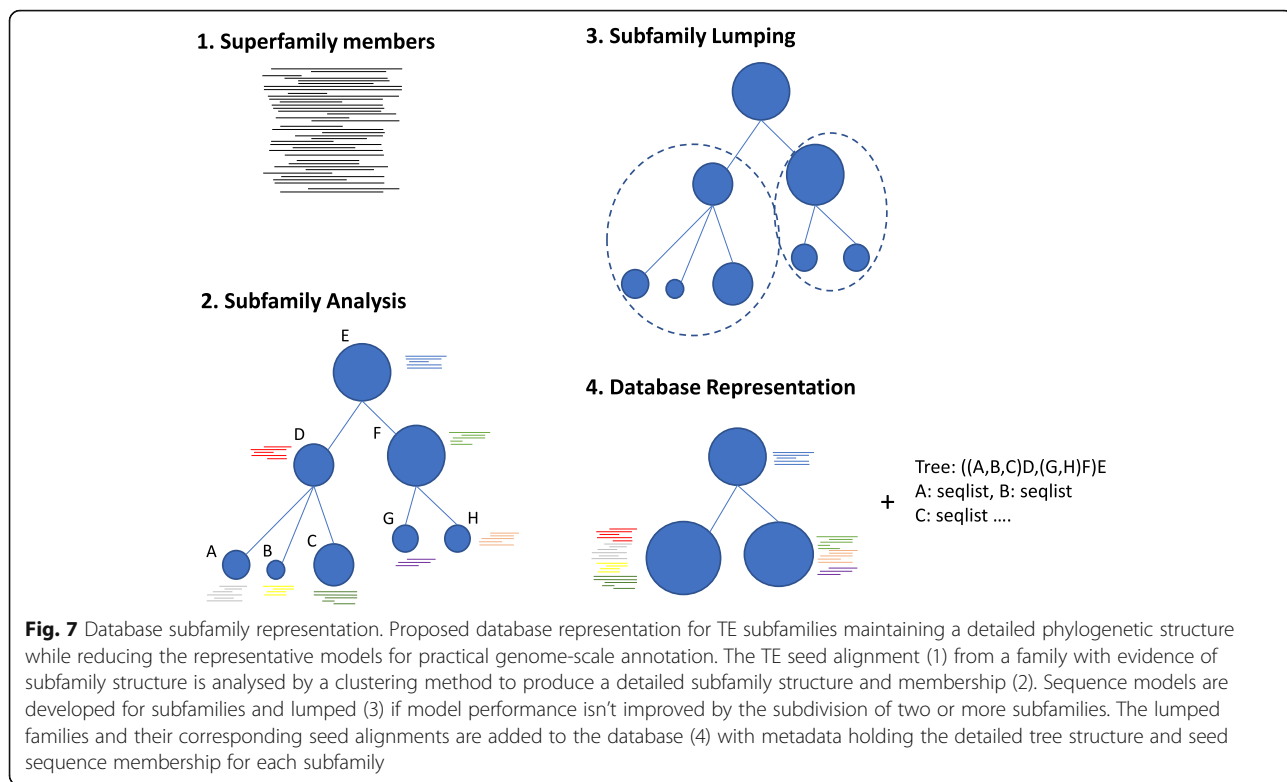 1. Superfamily members
2. Subfamily Analysis
E
D
F
G
H
A
B
C
3. Subfamily Lumping
4. Database Representation
+
Tree: ((A,B,C)D,(G,H)F)E
A: seqlist, B: seqlist
C: seqlist ....
Fig. 7 Database subfamily representation. Proposed database representation for TE subfamilies maintaining a detailed phylogenetic structure
while reducing the representative models for practical genome-scale annotation. The TE seed alignment (1) from a family with evidence of
subfamily structure is analysed by a clustering method to produce a detailed subfamily structure and membership (2). Sequence models are
developed for subfamilies and lumped (3) if model performance isn't improved by the subdivision of two or more subfamilies. The lumped
families and their corresponding seed alignments are added to the database (4) with metadata holding the detailed tree structure and seed
sequence membership for each subfamily